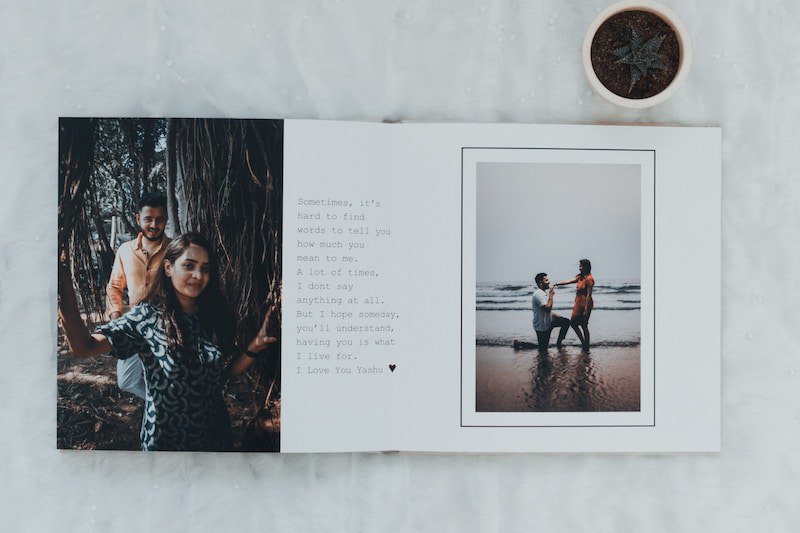 Sometimes, it's
hard to find
words to tell you
how much you
mean to me.
A lot of times,
I dont say
anything at all.
But I hope someday,
you'll understand,
having you is what
I live for.
I Love You Yashu ♥